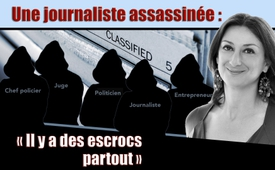 Une journaliste assassinée :
CLASSIFIED
5
Chef policier
Juge
Politicien
Journaliste
Entrepreneur
« Il y a des escrocs
partout »